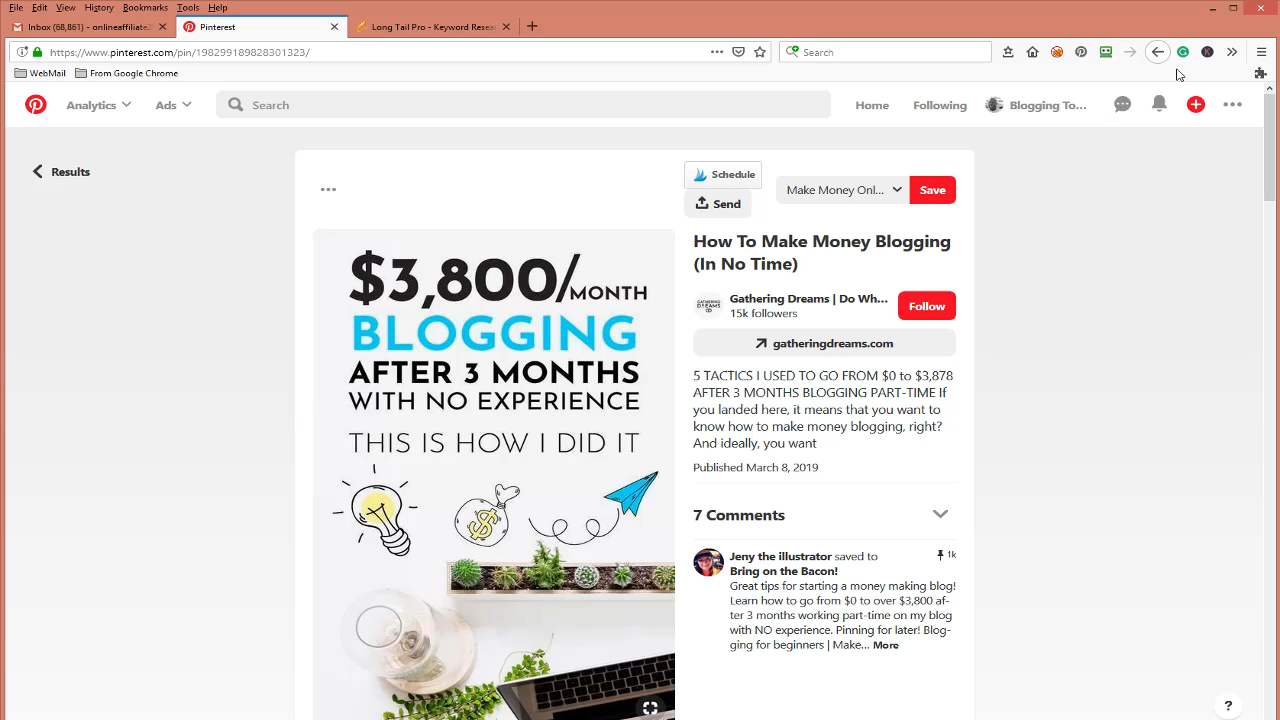 File Edit View History Bookmarks Tools Help
Inbox (68,861) - onlineaffiliate2
Pinterest
Long Tail Pro - Keyword Resea
https://www.pinterest.com/pin/198299189828301323/
Search
WebMail
From Google Chrome
Analytics
Ads
Search
Home
Following
Blogging To...
Results
Schedule
Send
Make Money Onl...
Save
$3,800/MONTH
BLOGGING
AFTER 3 MONTHS
WITH NO EXPERIENCE
THIS IS HOW I DID IT
$
How To Make Money Blogging
(In No Time)
GATHERING
DREAMS
Gathering Dreams | Do Wh...
15k followers
Follow
gatheringdreams.com
5 TACTICS I USED TO GO FROM $0 to $3,878
AFTER 3 MONTHS BLOGGING PART-TIME If
you landed here, it means that you want to
know how to make money blogging, right?
And ideally, you want
Published March 8, 2019
7 Comments
Jeny the illustrator saved to
Bring on the Bacon!
1k
Great tips for starting a money making blog!
Learn how to go from $0 to over $3,800 af-
ter 3 months working part-time on my blog
with NO experience. Pinning for later! Blog-
ging for beginners | Make... More
?